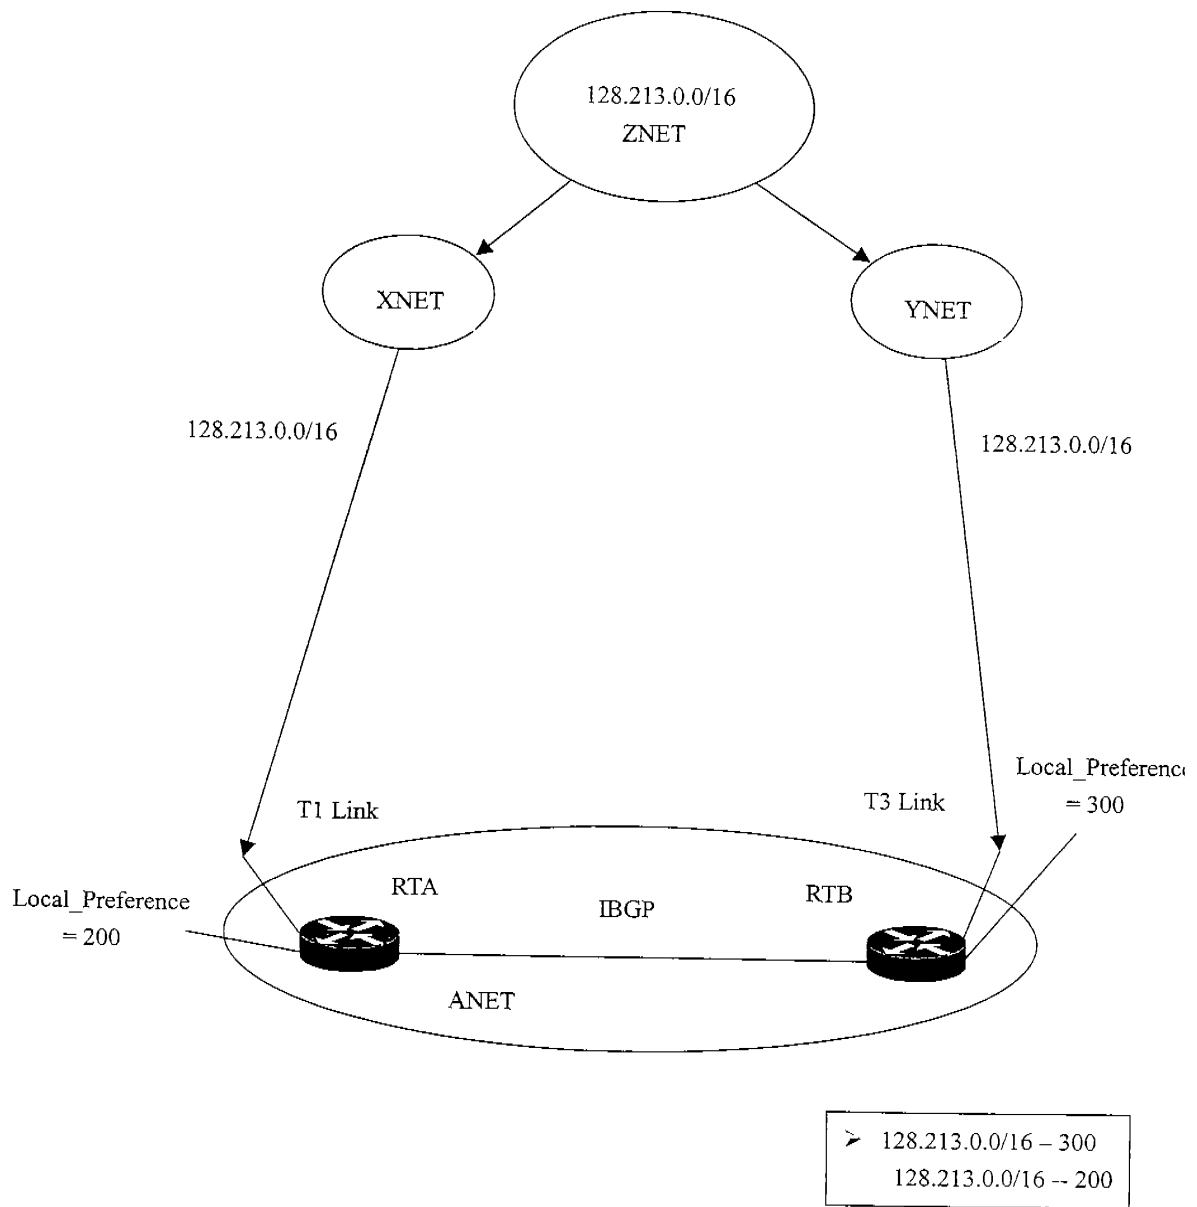 128.213.0.0/16
ZNET
XNET
YNET
128.213.0.0/16
128.213.0.0/16
Local_Preference
= 300
T1 Link
T3 Link
RTA
IBGP
RTB
Local_Preference
= 200
ANET
➢ 128.213.0.0/16 – 300
128.213.0.0/16 -- 200